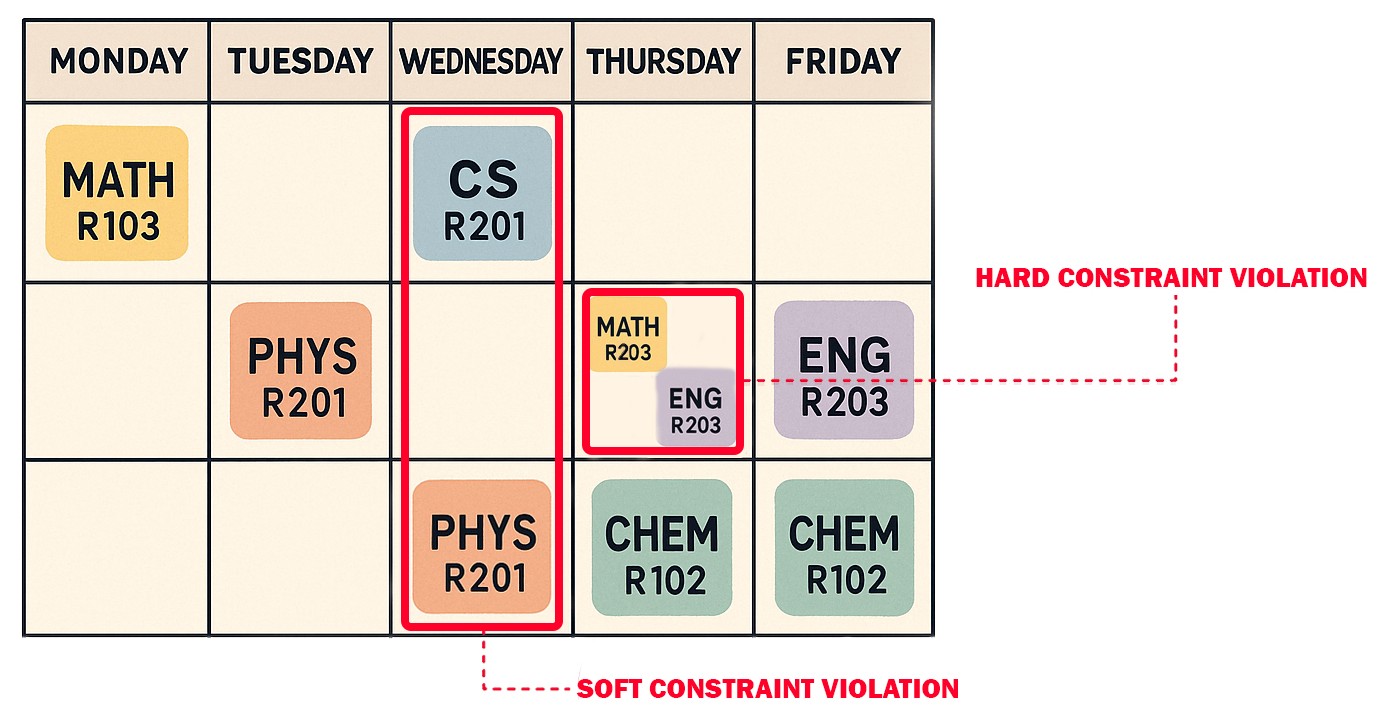 MONDAY
TUESDAY
WEDNESDAY
THURSDAY
FRIDAY
MATH
R103
CS
R201
HARD CONSTRAINT VIOLATION
PHYS
R201
MATH
R203
ENG
R203
ENG
R203
PHYS
R201
CHEM
R102
CHEM
R102
SOFT CONSTRAINT VIOLATION